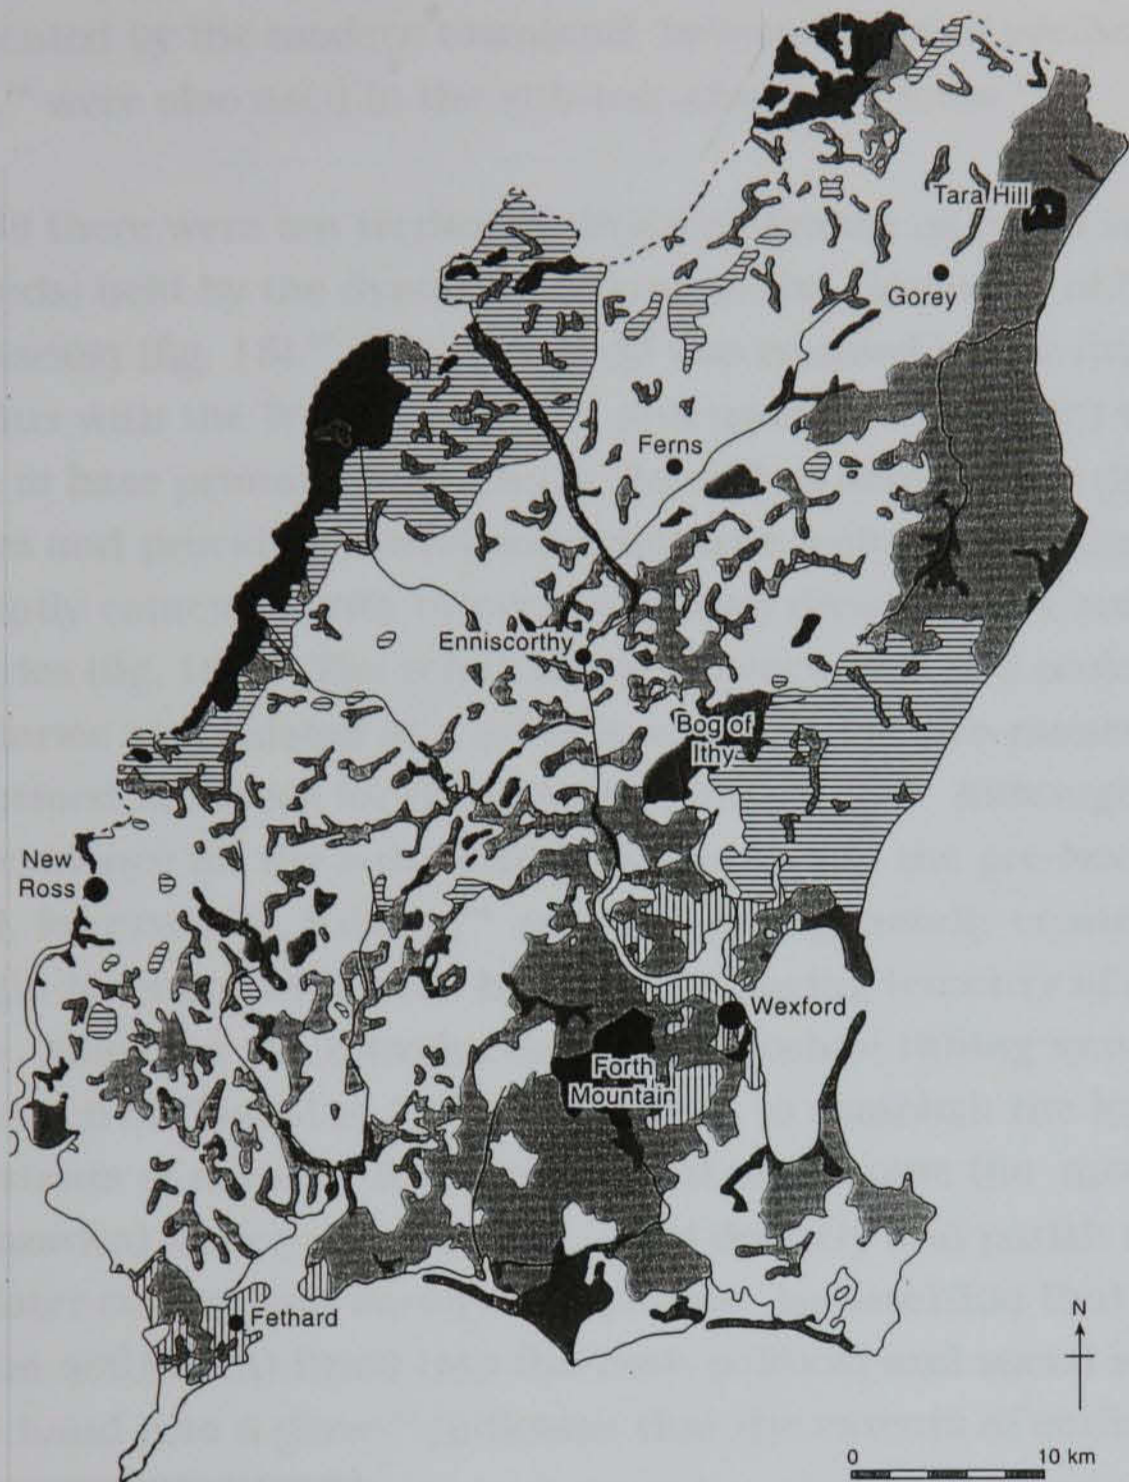 Tara Hill
Gorey
Ferns
Enniscorthy
Bog of
Ithy
New
Ross
Wexford
Forth
Mountain
Fethard
N
0 10 km